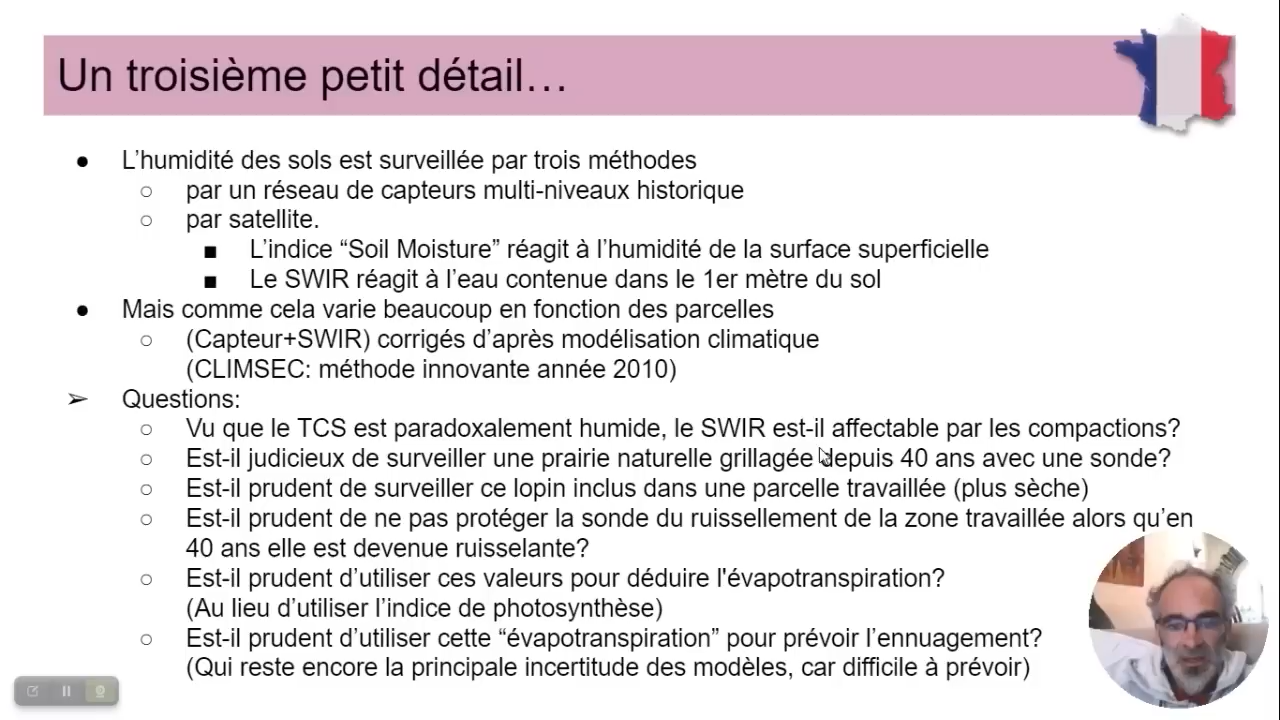 Un troisième petit détail…
● L’humidité des sols est surveillée par trois méthodes
○ par un réseau de capteurs multi-niveaux historique
○ par satellite.
■ L’indice “Soil Moisture” réagit à l’humidité de la surface superficielle
■ Le SWIR réagit à l’eau contenue dans le 1er mètre du sol
● Mais comme cela varie beaucoup en fonction des parcelles
○ (Capteur+SWIR) corrigés d’après modélisation climatique
(CLIMSEC: méthode innovante année 2010)
➢ Questions:
○ Vu que le TCS est paradoxalement humide, le SWIR est-il affectable par les compactions?
○ Est-il judicieux de surveiller une prairie naturelle grillagée depuis 40 ans avec une sonde?
○ Est-il prudent de surveiller ce lopin inclus dans une parcelle travaillée (plus sèche)
○ Est-il prudent de ne pas protéger la sonde du ruissellement de la zone travaillée alors qu’en
40 ans elle est devenue ruisselante?
○ Est-il prudent d’utiliser ces valeurs pour déduire l'évapotranspiration?
(Au lieu d’utiliser l’indice de photosynthèse)
○ Est-il prudent d’utiliser cette “évapotranspiration” pour prévoir l’ennuagement?
(Qui reste encore la principale incertitude des modèles, car difficile à prévoir)